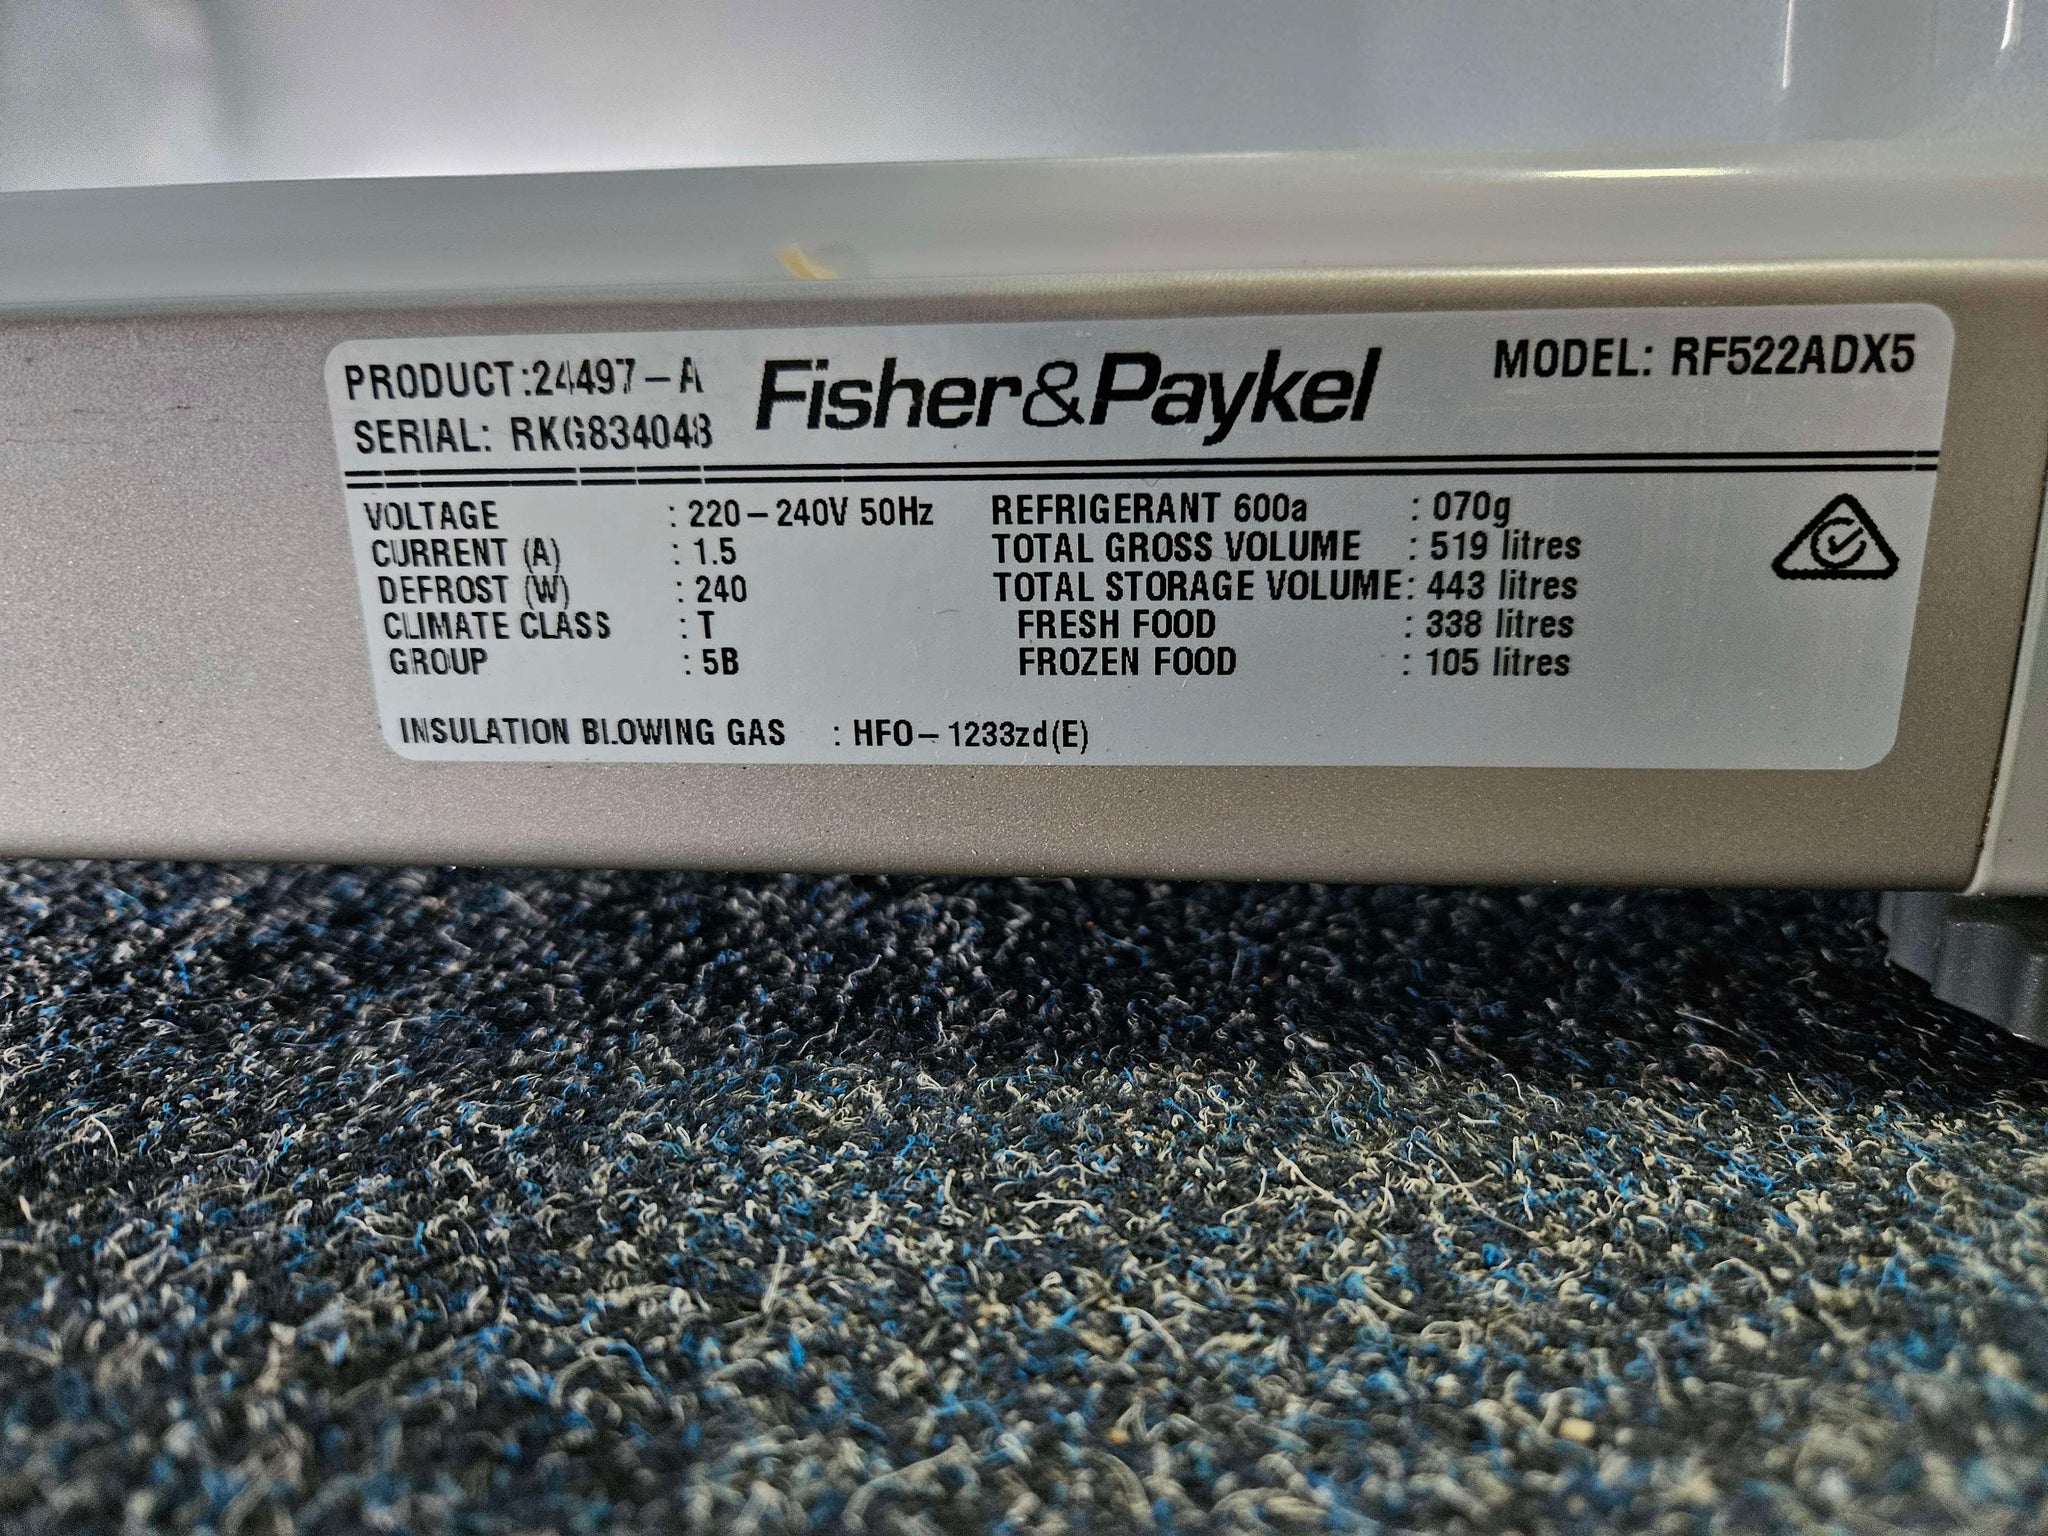 PRODUCT:24497-A
SERIAL: RKG834048
Fisher&Paykel
MODEL: RF522ADX5
VOLTAGE : 220-240V 50Hz
CURRENT (A) : 1.5
DEFROST (W) : 240
CLIMATE CLASS : T
GROUP : 5B
REFRIGERANT 600a : 070g
TOTAL GROSS VOLUME : 519 litres
TOTAL STORAGE VOLUME: 443 litres
FRESH FOOD : 338 litres
FROZEN FOOD : 105 litres
INSULATION BLOWING GAS : HFO-1233zd(E)